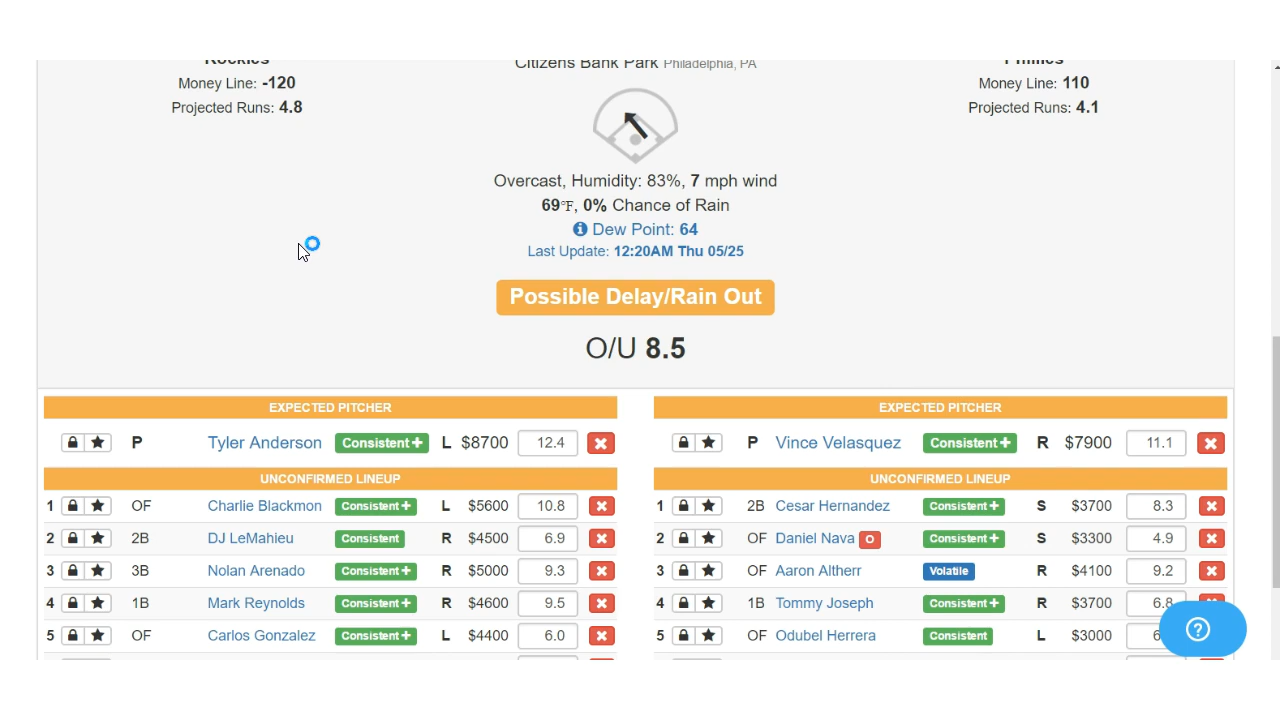 Rockies Citizens Bank Park Philadelphia, PA Phillies
Money Line: -120
Projected Runs: 4.8
Money Line: 110
Projected Runs: 4.1
Overcast, Humidity: 83%, 7 mph wind
69°F, 0% Chance of Rain
Dew Point: 64
Last Update: 12:20AM Thu 05/25
Possible Delay/Rain Out
O/U 8.5
EXPECTED PITCHER
P Tyler Anderson Consistent+ L $8700 12.4
UNCONFIRMED LINEUP
1 OF Charlie Blackmon Consistent+ L $5600 10.8
2 2B DJ LeMahieu Consistent R $4500 6.9
3 3B Nolan Arenado Consistent+ R $5000 9.3
4 1B Mark Reynolds Consistent+ R $4600 9.5
5 OF Carlos Gonzalez Consistent+ L $4400 6.0
EXPECTED PITCHER
P Vince Velasquez Consistent+ R $7900 11.1
UNCONFIRMED LINEUP
1 2B Cesar Hernandez Consistent+ S $3700 8.3
2 OF Daniel Nava O Consistent+ S $3300 4.9
3 OF Aaron Altherr Volatile R $4100 9.2
4 1B Tommy Joseph Consistent+ R $3700 6.8
5 OF Odubel Herrera Consistent L $3000